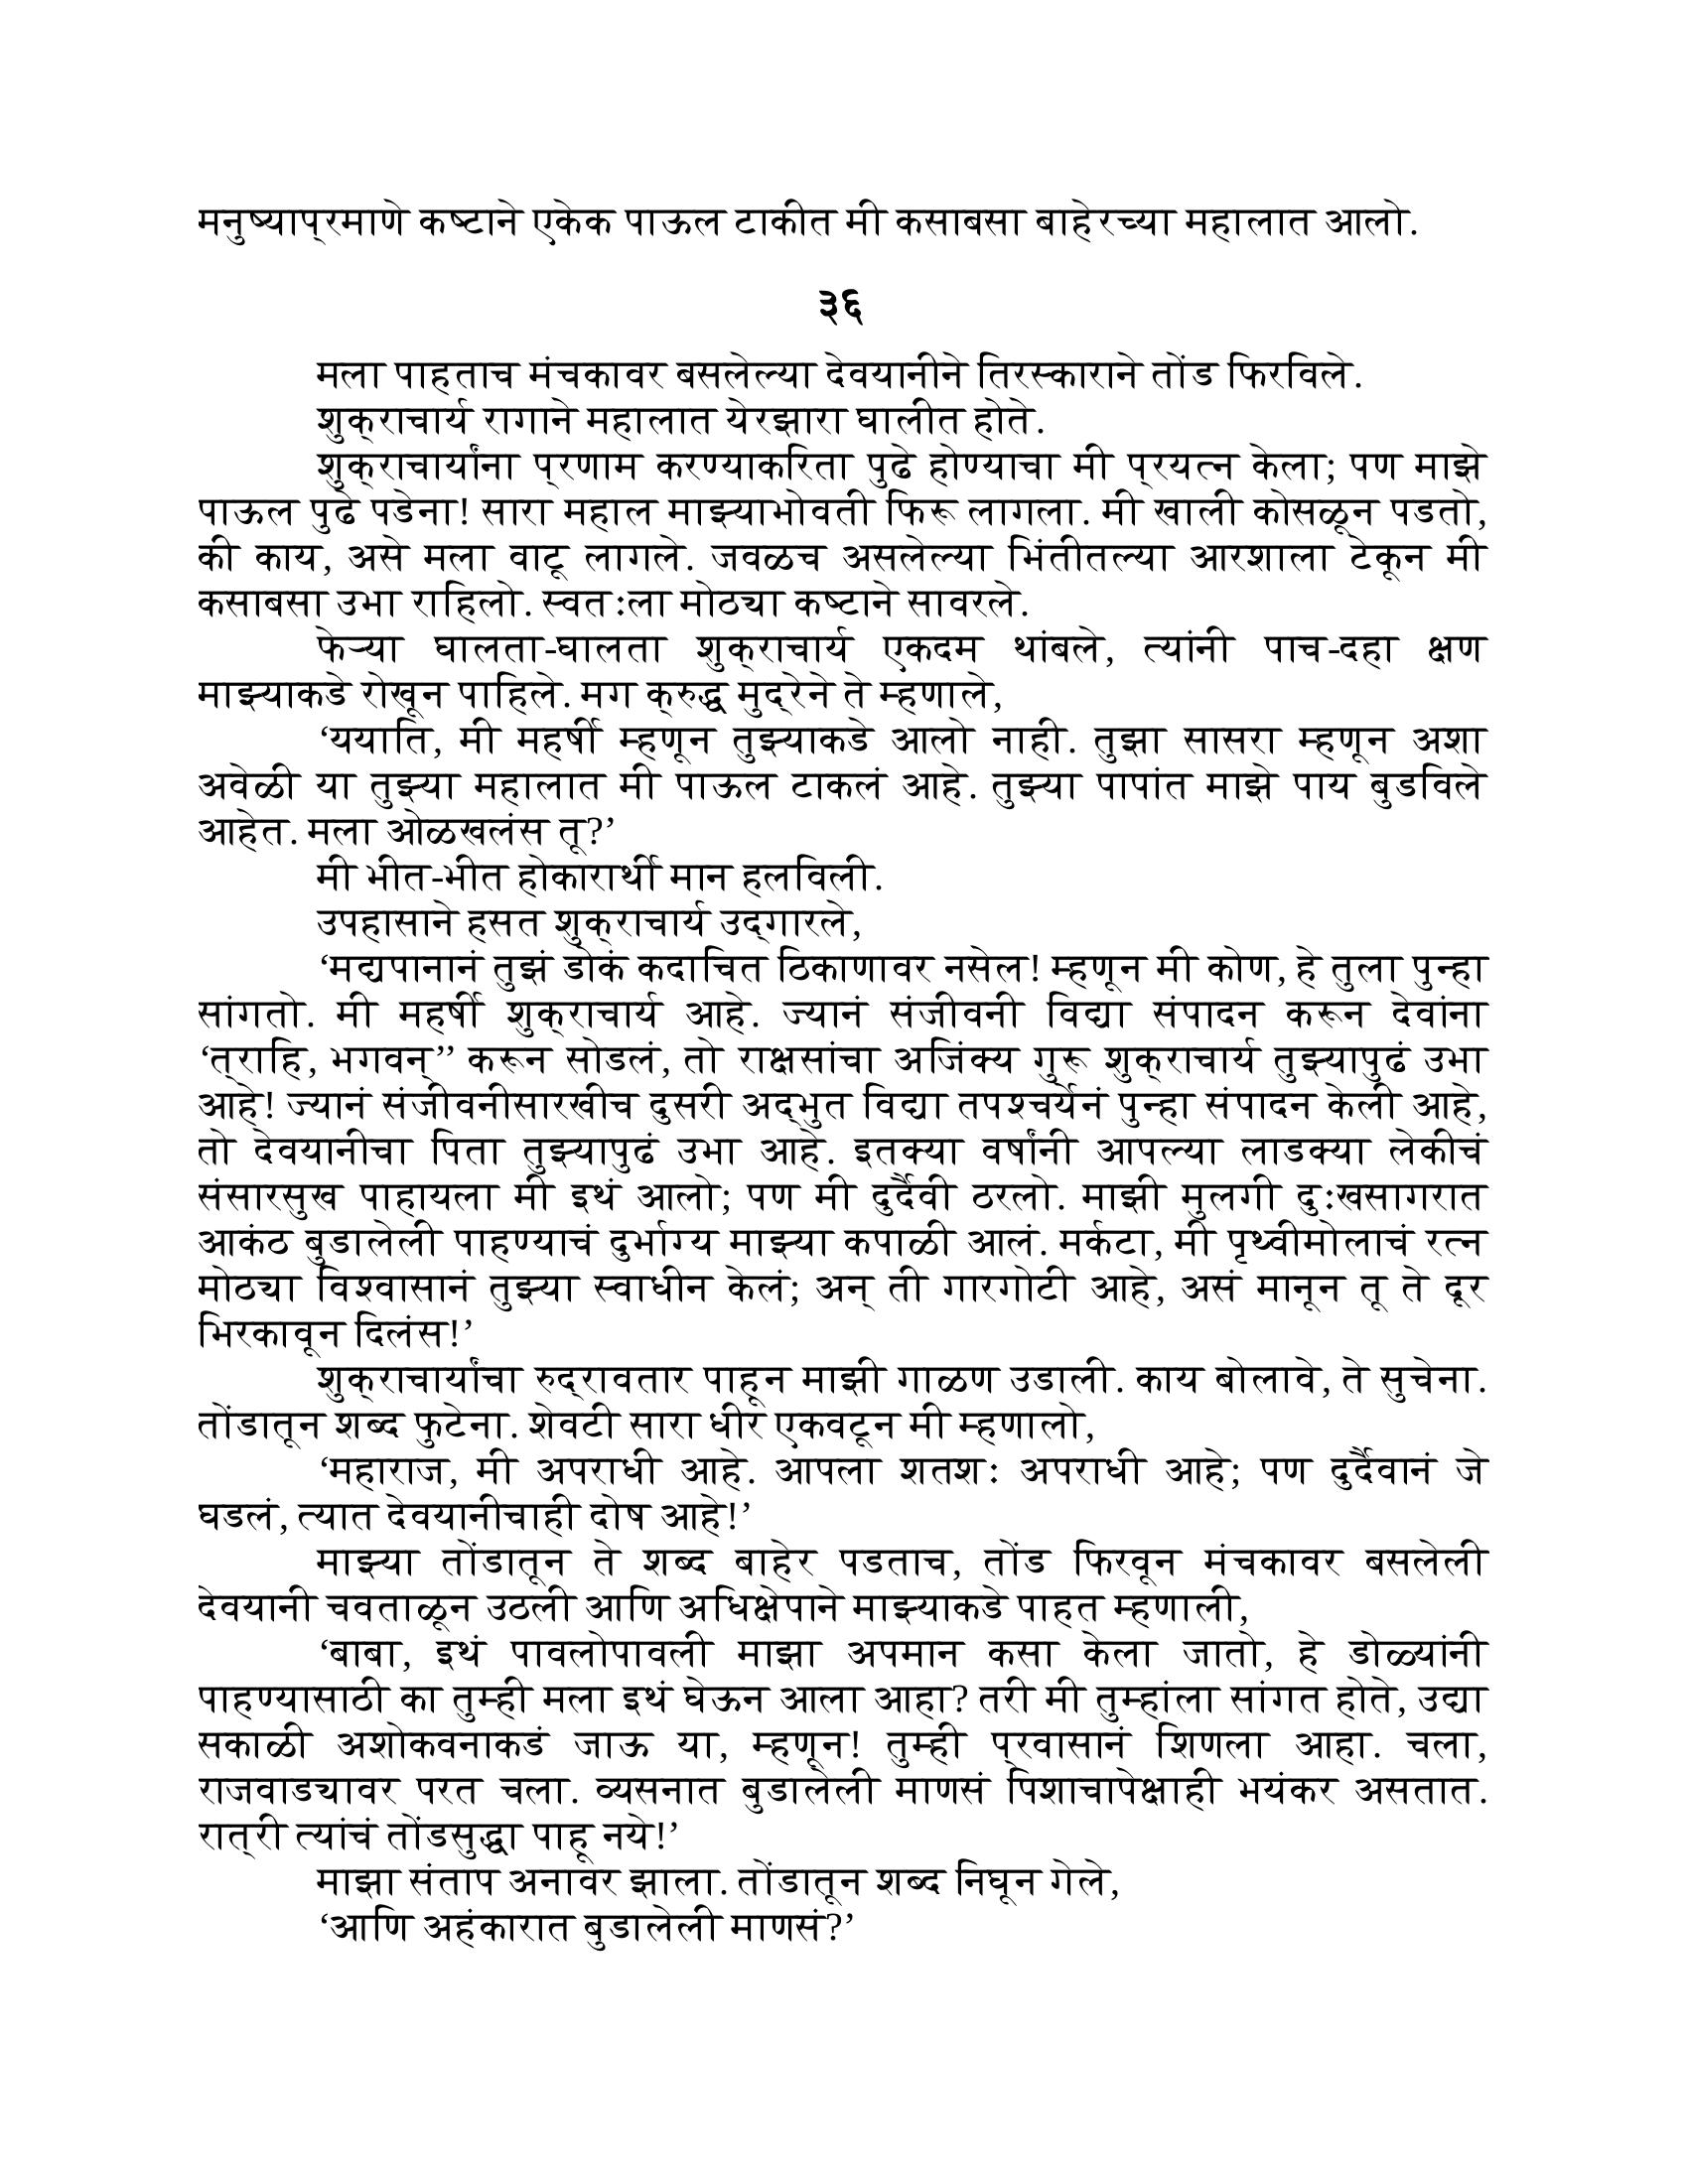 मनुष्याप्रमाणे कष्टाने एकेक पाऊल टाकीत मी कसाबसा बाहेरच्या महालात आलो.
३६
मला पाहताच मंचकावर बसलेल्या देवयानीने तिरस्काराने तोंड फिरविले.
शुक्राचार्य रागाने महालात येरझारा घालीत होते.
शुक्राचार्यांना प्रणाम करण्याकरिता पुढे होण्याचा मी प्रयत्न केला; पण माझे
पाऊल पुढे पडेना! सारा महाल माझ्याभोवती फिरू लागला. मी खाली कोसळून पडतो,
की काय, असे मला वाटू लागले. जवळच असलेल्या भिंतीतल्या आरशाला टेकून मी
कसाबसा उभा राहिलो. स्वतःला मोठ्या कष्टाने सावरले.
फेऱ्या घालता-घालता शुक्राचार्य एकदम थांबले, त्यांनी पाच-दहा क्षण
माझ्याकडे रोखून पाहिले. मग क्रुद्ध मुद्रेने ते म्हणाले,
‘ययाति, मी महर्षी म्हणून तुझ्याकडे आलो नाही. तुझा सासरा म्हणून अशा
अवेळी या तुझ्या महालात मी पाऊल टाकलं आहे. तुझ्या पापांत माझे पाय बुडविले
आहेत. मला ओळखलंस तू?’
मी भीत-भीत होकारार्थी मान हलविली.
उपहासाने हसत शुक्राचार्य उद्‌गारले,
‘मद्यपानानं तुझं डोकं कदाचित ठिकाणावर नसेल! म्हणून मी कोण, हे तुला पुन्हा
सांगतो. मी महर्षी शुक्राचार्य आहे. ज्यानं संजीवनी विद्या संपादन करून देवांना
‘त्राहि, भगवन्’’ करून सोडलं, तो राक्षसांचा अजिंक्य गुरू शुक्राचार्य तुझ्यापुढं उभा
आहे! ज्यानं संजीवनीसारखीच दुसरी अद्‌भुत विद्या तपश्चर्येनं पुन्हा संपादन केली आहे,
तो देवयानीचा पिता तुझ्यापुढं उभा आहे. इतक्या वर्षांनी आपल्या लाडक्या लेकीचं
संसारसुख पाहायला मी इथं आलो; पण मी दुर्दैवी ठरलो. माझी मुलगी दुःखसागरात
आकंठ बुडालेली पाहण्याचं दुर्भाग्य माझ्या कपाळी आलं. मर्कटा, मी पृथ्वीमोलाचं रत्न
मोठ्या विश्वासानं तुझ्या स्वाधीन केलं; अन् ती गारगोटी आहे, असं मानून तू ते दूर
भिरकावून दिलंस!’
शुक्राचार्यांचा रुद्रावतार पाहून माझी गाळण उडाली. काय बोलावे, ते सुचेना.
तोंडातून शब्द फुटेना. शेवटी सारा धीर एकवटून मी म्हणालो,
‘महाराज, मी अपराधी आहे. आपला शतशः अपराधी आहे; पण दुर्दैवानं जे
घडलं, त्यात देवयानीचाही दोष आहे!’
माझ्या तोंडातून ते शब्द बाहेर पडताच, तोंड फिरवून मंचकावर बसलेली
देवयानी चवताळून उठली आणि अधिक्षेपाने माझ्याकडे पाहत म्हणाली,
‘बाबा, इथं पावलोपावली माझा अपमान कसा केला जातो, हे डोळ्यांनी
पाहण्यासाठी का तुम्ही मला इथं घेऊन आला आहा? तरी मी तुम्हांला सांगत होते, उद्या
सकाळी अशोकवनाकडं जाऊ या, म्हणून! तुम्ही प्रवासानं शिणला आहा. चला,
राजवाड्यावर परत चला. व्यसनात बुडालेली माणसं पिशाचापेक्षाही भयंकर असतात.
रात्री त्यांचं तोंडसुद्धा पाहू नये!’
माझा संताप अनावर झाला. तोंडातून शब्द निघून गेले,
‘आणि अहंकारात बुडालेली माणसं?’